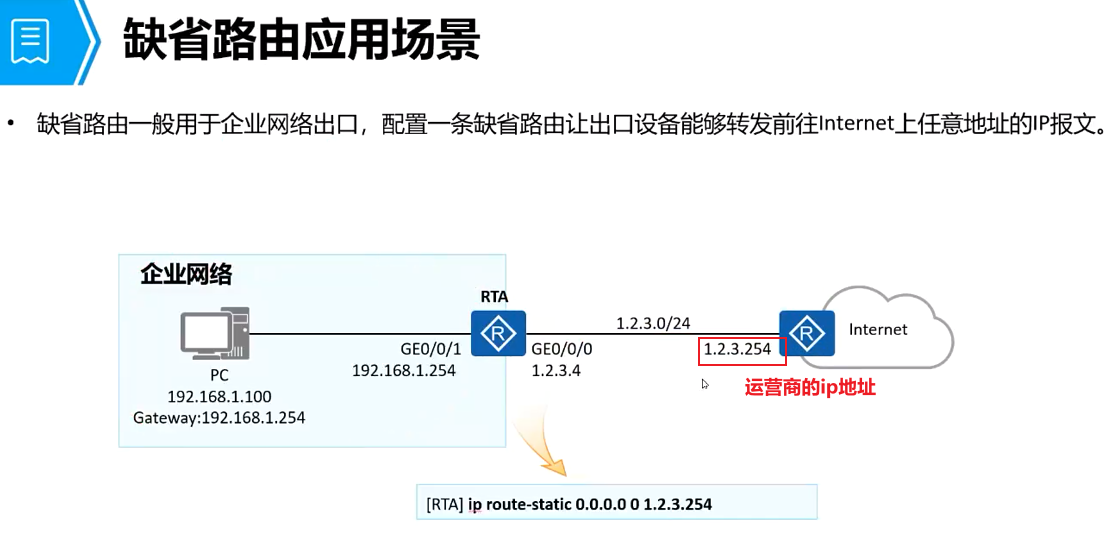 缺省路由应用场景
• 缺省路由一般用于企业网络出口，配置一条缺省路由让出口设备能够转发前往Internet上任意地址的IP报文。
企业网络
RTA
1.2.3.0/24
Internet
GE0/0/1
GE0/0/0
1.2.3.254
192.168.1.254
1.2.3.4
PC
192.168.1.100
Gateway:192.168.1.254
运营商的ip地址
[RTA] ip route-static 0.0.0.0 0 1.2.3.254